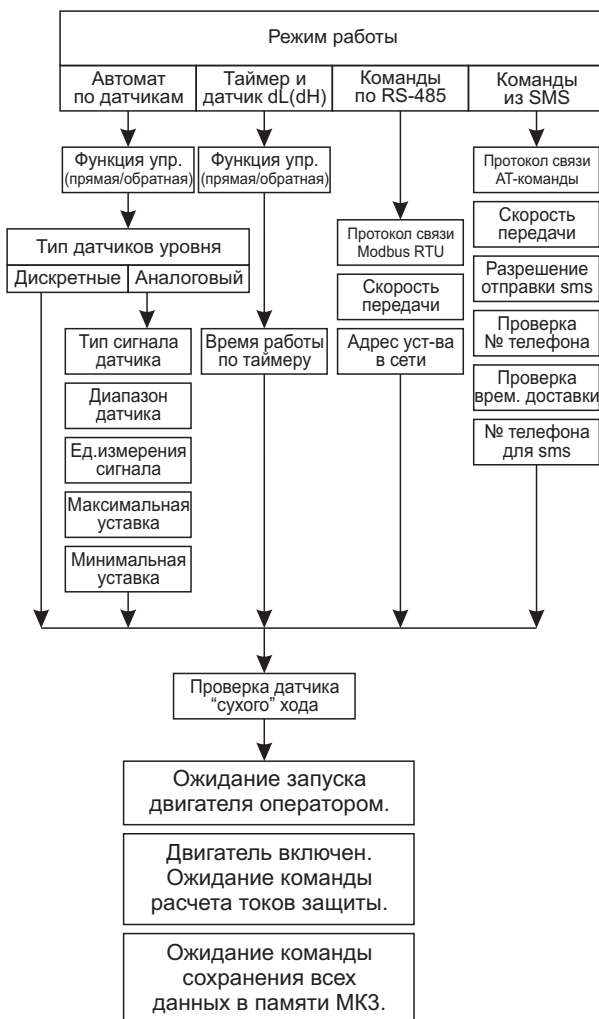 Режим работы
Автомат
по датчикам
Таймер и
датчик dL(dH)
Команды
по RS-485
Команды
из SMS
Функция упр.
(прямая/обратная)
Функция упр.
(прямая/обратная)
Протокол связи
Modbus RTU
Скорость
передачи
Адрес уст-ва
в сети
Протокол связи
AT-команды
Скорость
передачи
Разрешение
отправки sms
Проверка
№ телефона
Проверка
врем. доставки
№ телефона
для sms
Тип датчиков уровня
Дискретные
Аналоговый
Тип сигнала
датчика
Диапазон
датчика
Ед.измерения
сигнала
Максимальная
уставка
Минимальная
уставка
Время работы
по таймеру
Проверка датчика
“сухого” хода
Ожидание запуска
двигателя оператором.
Двигатель включен.
Ожидание команды
расчета токов защиты.
Ожидание команды
сохранения всех
данных в памяти МК3.